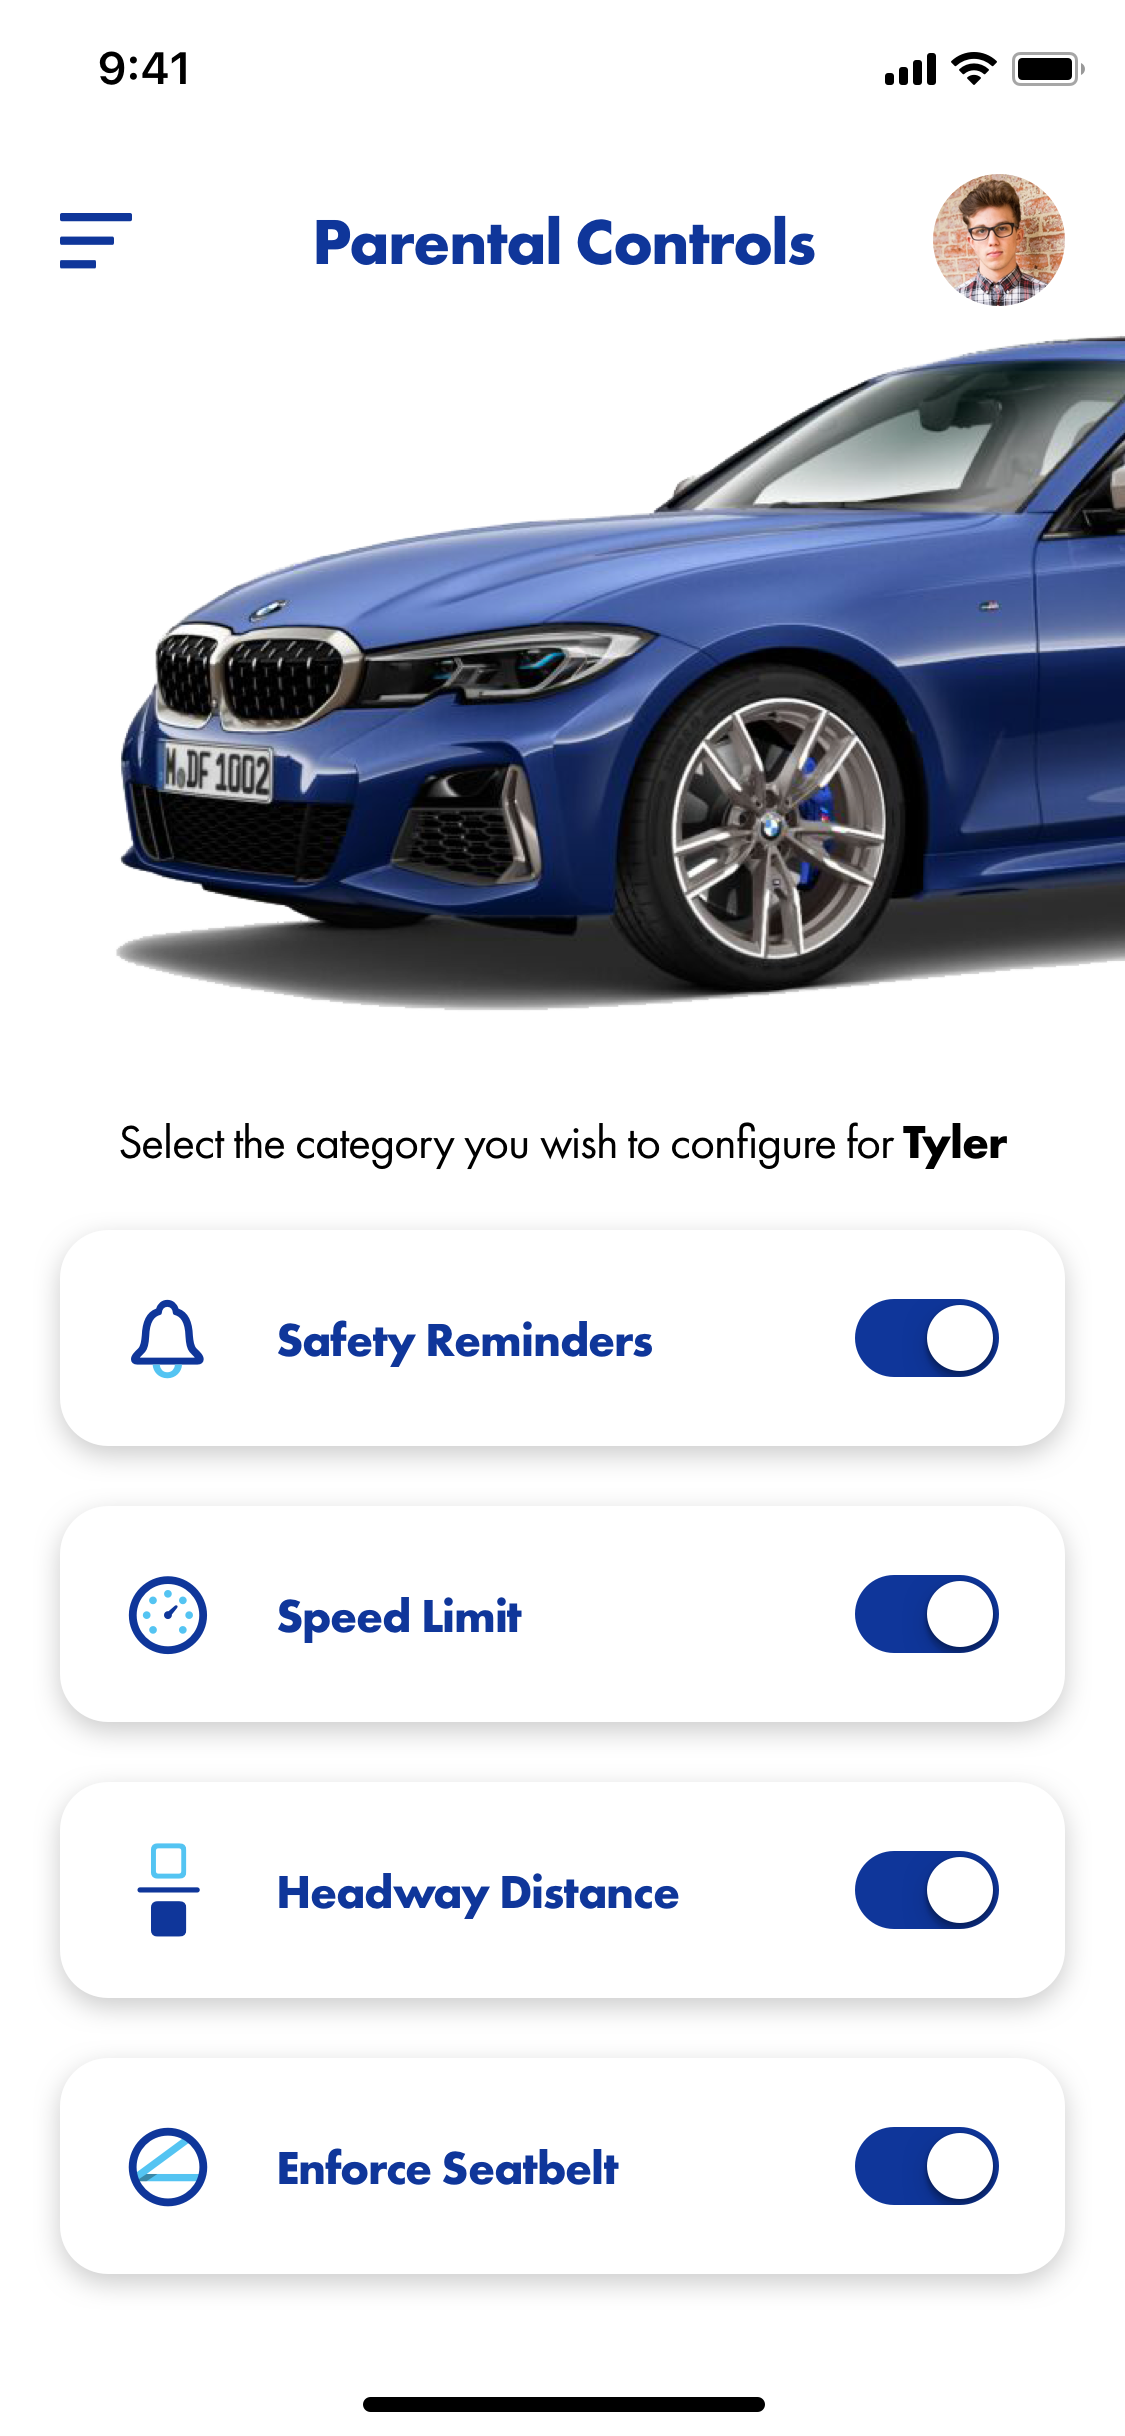 9:41
Parental Controls
M DF 1002
Select the category you wish to configure for Tyler
Safety Reminders
Speed Limit
Headway Distance
Enforce Seatbelt